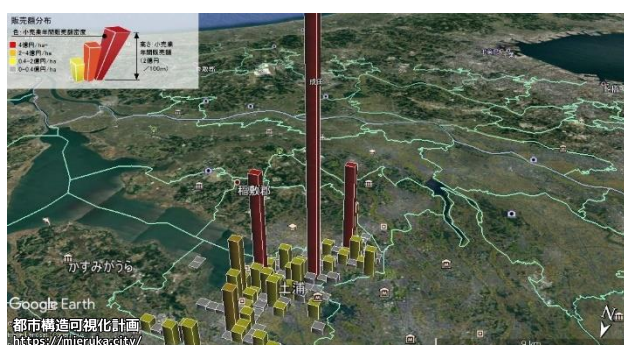 販売額分布
色：小売業年間販売額密度
4億円/ha~
2~4億円/ha
0.4~2億円/ha
0~0.4億円/ha
高さ：小売業
年間販売額
（2億円
／100m）
成田
稲敷郡
かすみがうら
土浦
Google Earth
都市構造可視化計画
https://mieruka.city/
N
9 km